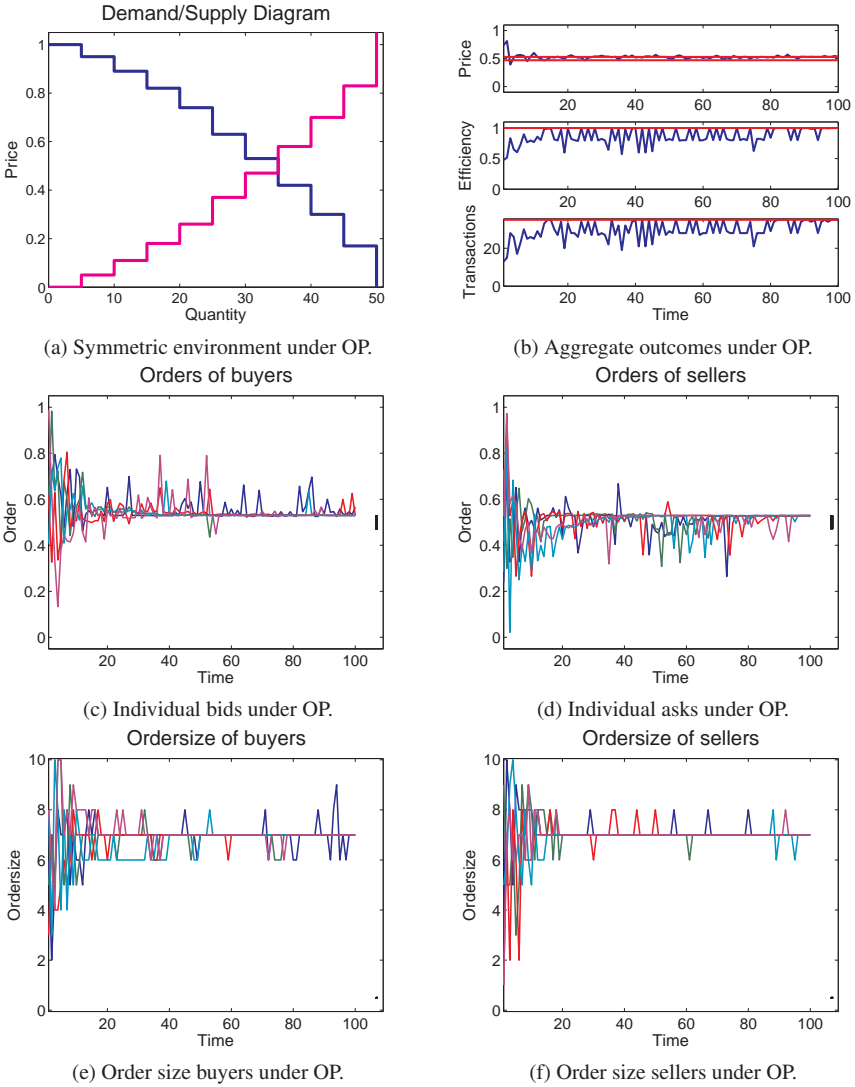 Demand/Supply Diagram
1
0.8
0.6
0.4
0.2
0
Price
0 10 20 30 40 50
Quantity
(a) Symmetric environment under OP.
1
0.5
0
Price
20 40 60 80 100
1
0.5
0
Efficiency
20 40 60 80 100
20
0
Transactions
20 40 60 80 100
Time
(b) Aggregate outcomes under OP.
Orders of buyers
1
0.8
0.6
0.4
0.2
0
Order
20 40 60 80 100
Time
(c) Individual bids under OP.
Orders of sellers
1
0.8
0.6
0.4
0.2
0
Order
20 40 60 80 100
Time
(d) Individual asks under OP.
Ordersize of buyers
10
8
6
4
2
0
Ordersize
20 40 60 80 100
Time
(e) Order size buyers under OP.
Ordersize of sellers
10
8
6
4
2
0
Ordersize
20 40 60 80 100
Time
(f) Order size sellers under OP.